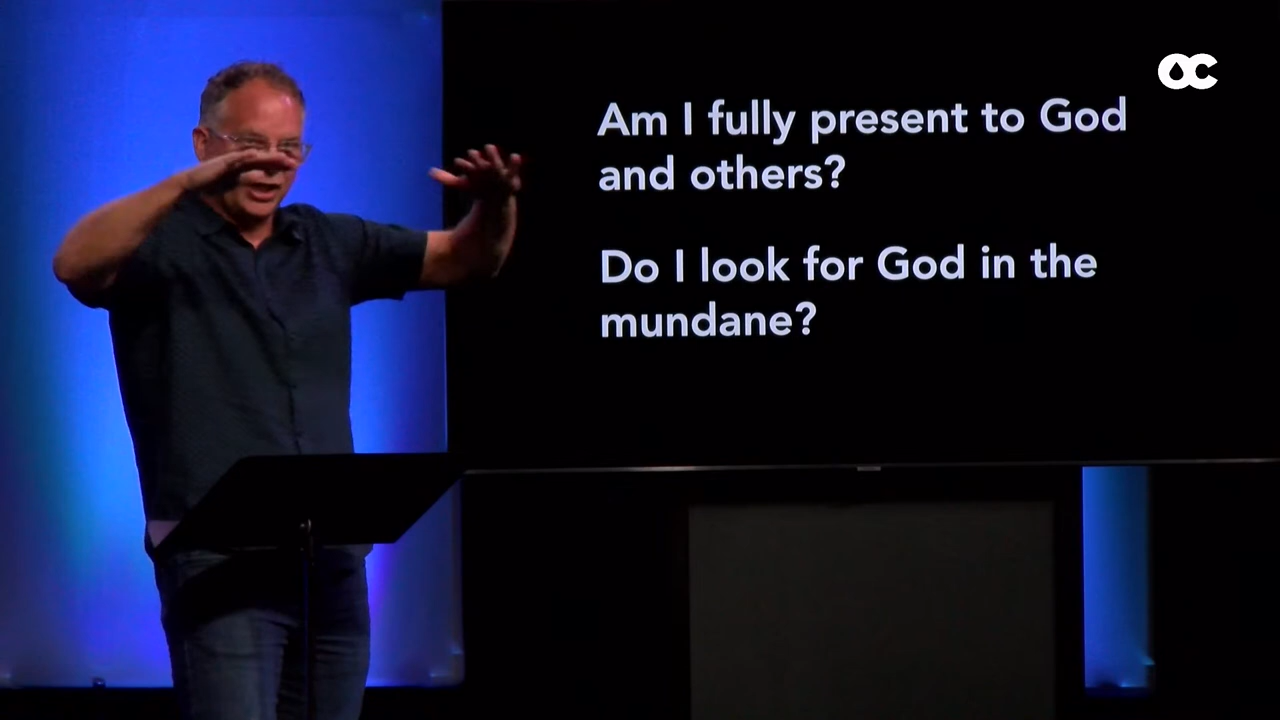 OC
Am I fully present to God
and others?
Do I look for God in the
mundane?